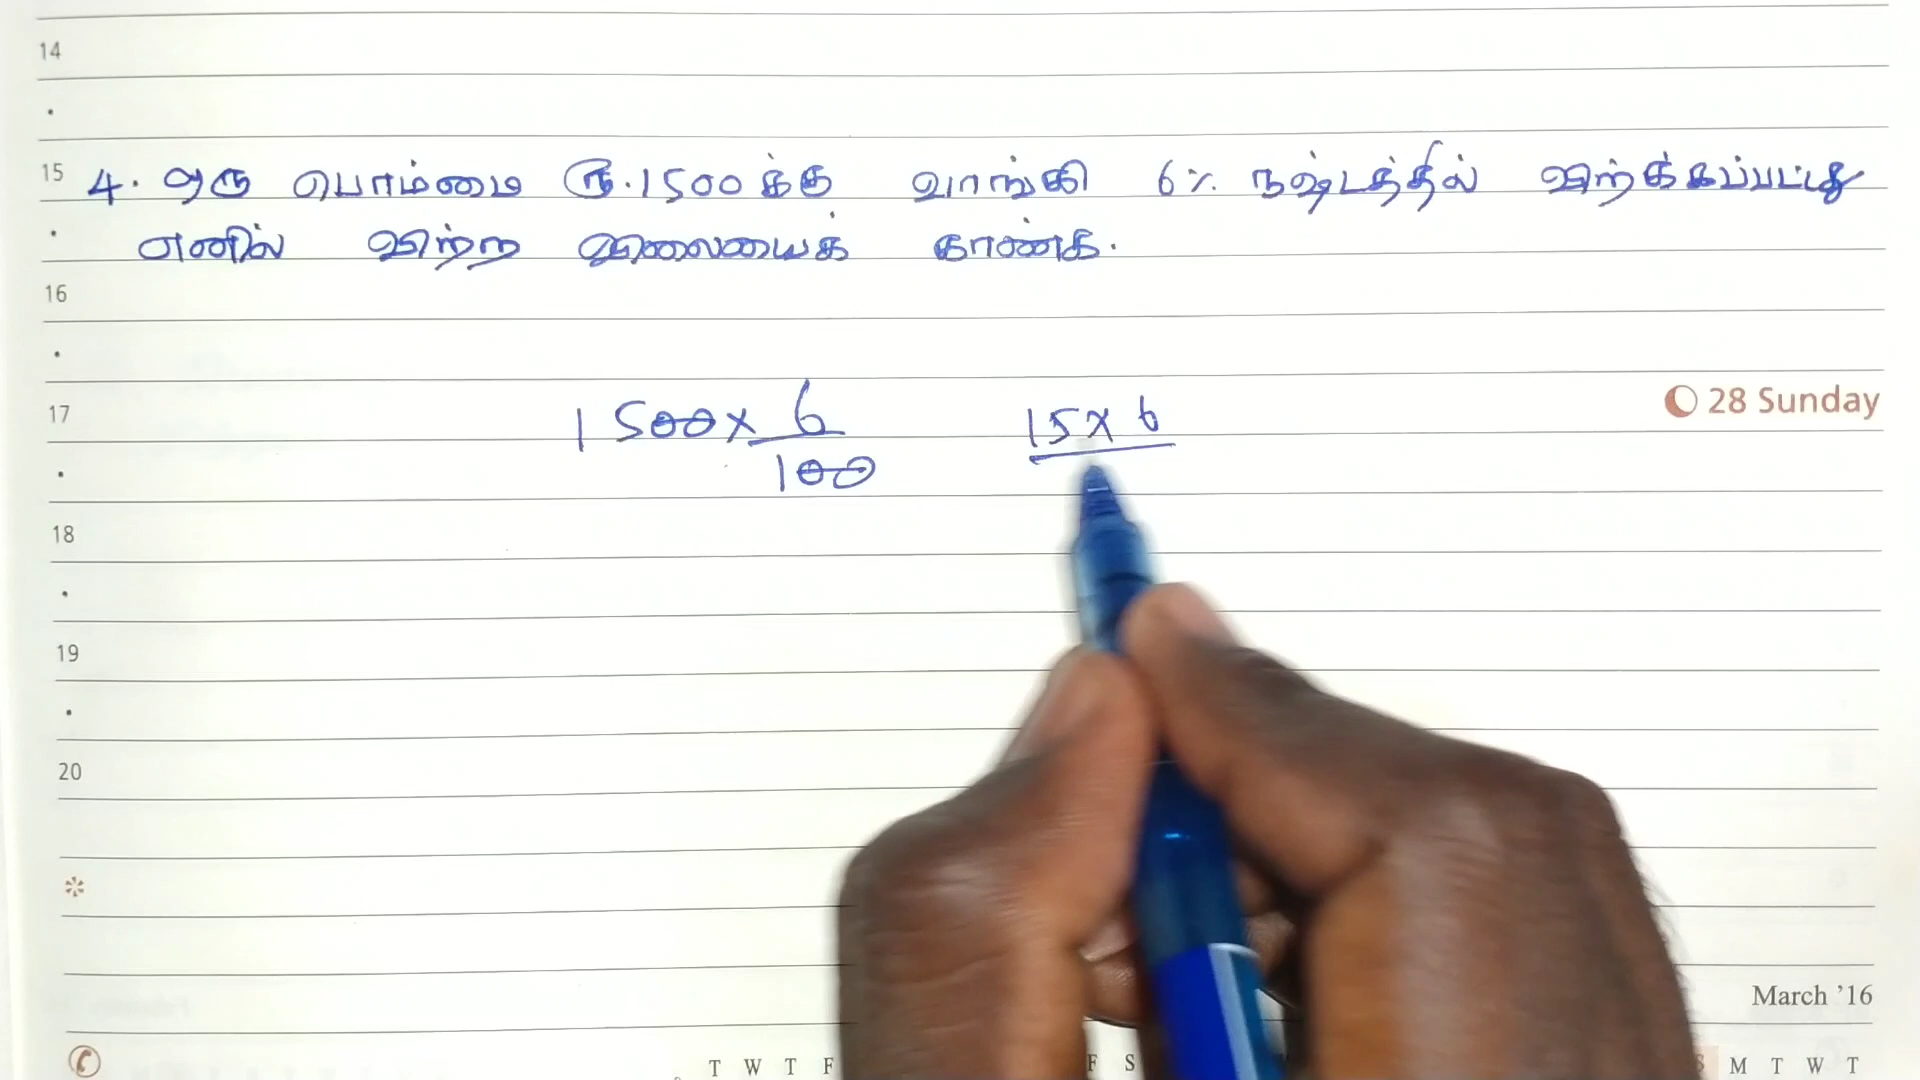 14
15 4. ஒரு பொம்மை ரூ.1500க்கு வாங்கி 6% நஷ்டத்தில் விற்க்கப்பட்டது
எனில் விற்ற விலையைக் காண்க.
16
28 Sunday
17 1500 x 6 15 x 6
100
18
19
20
March '16
T W T F F S S M T W T